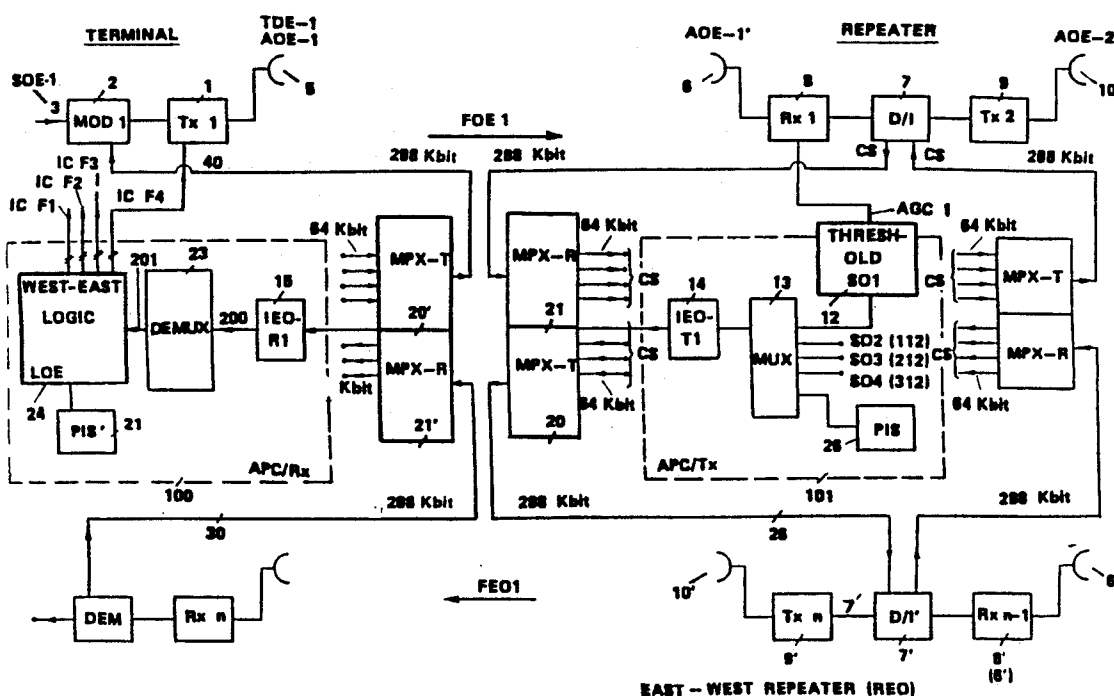 TERMINAL
TDE-1
AOE-1
AOE-1'
REPEATER
AOE-2
SOE-1
3
2
1
5
6
8
7
9
10
MOD 1
Tx 1
Rx 1
D/I
Tx 2
FOE 1
IC F3
IC F2
IC F1
IC F4
40
288 Kbit
288 Kbit
CS
CS
288 Kbit
AGC 1
64 Kbit
64 Kbit
64 Kbit
201
23
WEST-EAST
LOGIC
LOE
24
DEMUX
200
15
IEO-
R1
MPX-T
20'
MPX-R
21'
Kbit
MPX-R
21
MPX-T
20
CS
CS
64 Kbit
14
IEO-
T1
13
MUX
THRESH-
OLD
SO1
12
SO2 (112)
SO3 (212)
SO4 (312)
PIS
26
CS
CS
MPX-T
MPX-R
64 Kbit
PIS'
21
APC/Rx
100
APC/Tx
101
288 Kbit
30
288 Kbit
26
288 Kbit
FEO1
DEM
Rx n
10'
Tx n
9'
7'
D/I'
7'
Rx n-1
8'
(6')
6
EAST-WEST REPEATER (REO)